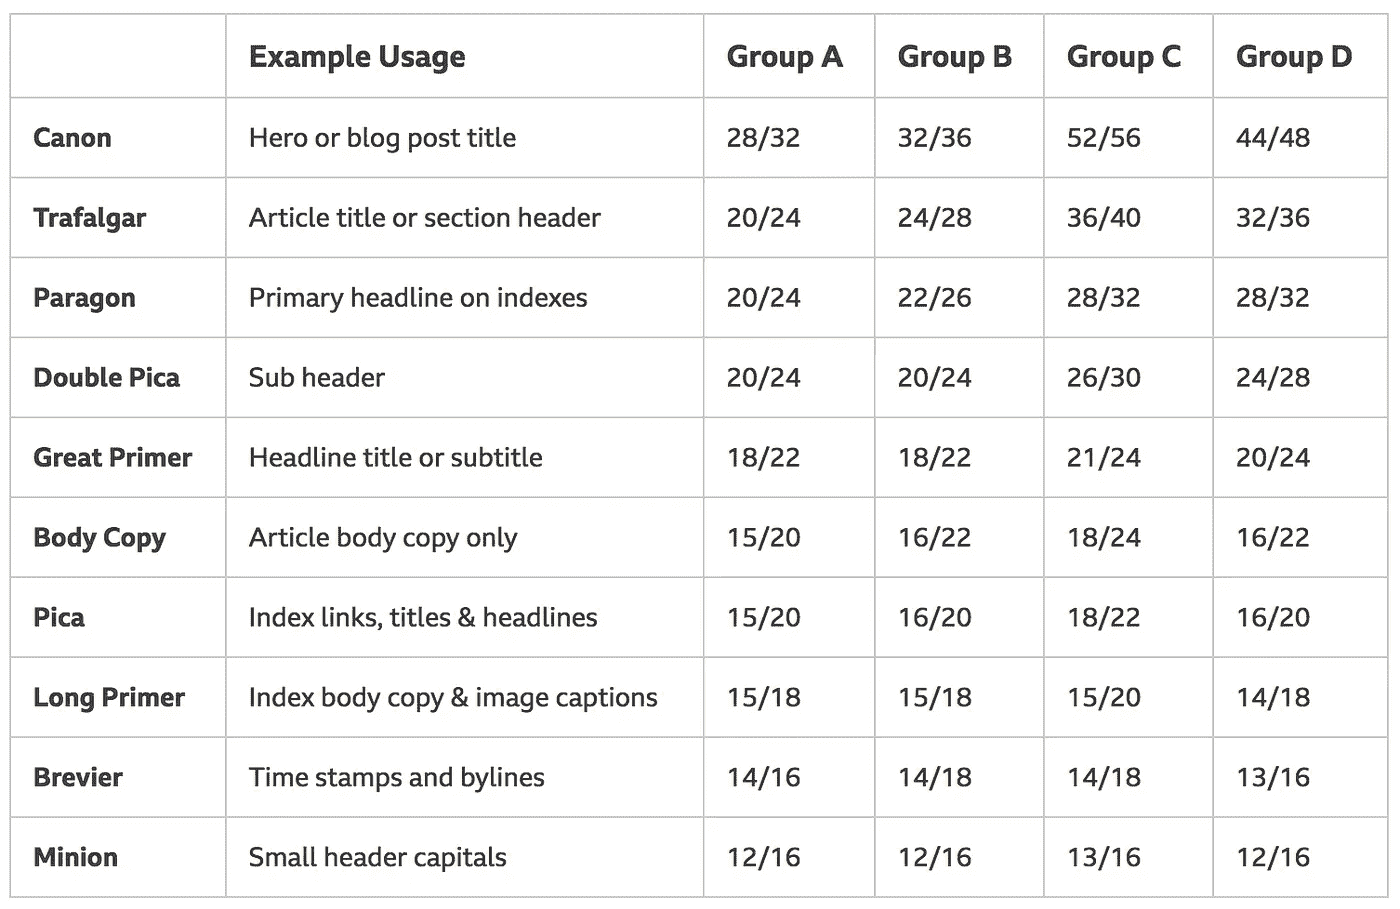 Example Usage Group A Group B Group C Group D
Canon Hero or blog post title 28/32 32/36 52/56 44/48
Trafalgar Article title or section header 20/24 24/28 36/40 32/36
Paragon Primary headline on indexes 20/24 22/26 28/32 28/32
Double Pica Sub header 20/24 20/24 26/30 24/28
Great Primer Headline title or subtitle 18/22 18/22 21/24 20/24
Body Copy Article body copy only 15/20 16/22 18/24 16/22
Pica Index links, titles & headlines 15/20 16/20 18/22 16/20
Long Primer Index body copy & image captions 15/18 15/18 15/20 14/18
Brevier Time stamps and bylines 14/16 14/18 14/18 13/16
Minion Small header capitals 12/16 12/16 13/16 12/16